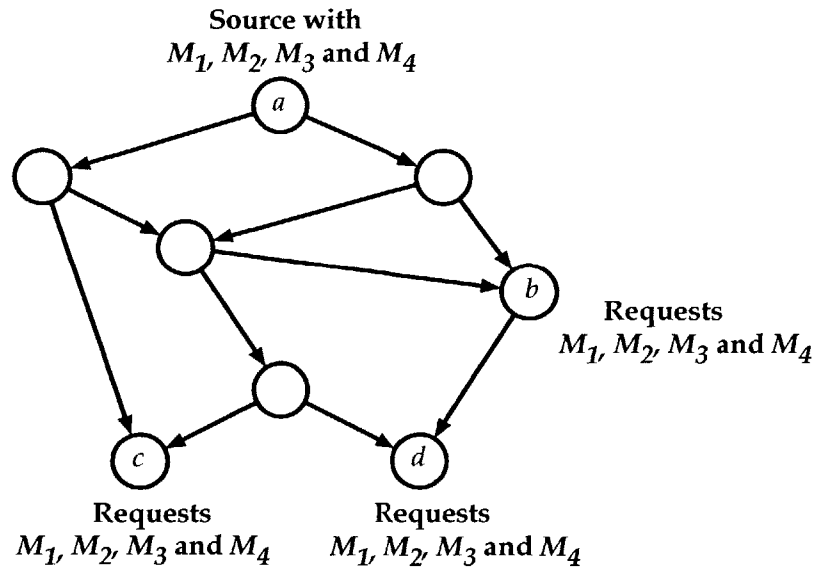 Source with
M1, M2, M3 and M4
a
b
Requests
M1, M2, M3 and M4
c
d
Requests
M1, M2, M3 and M4
Requests
M1, M2, M3 and M4